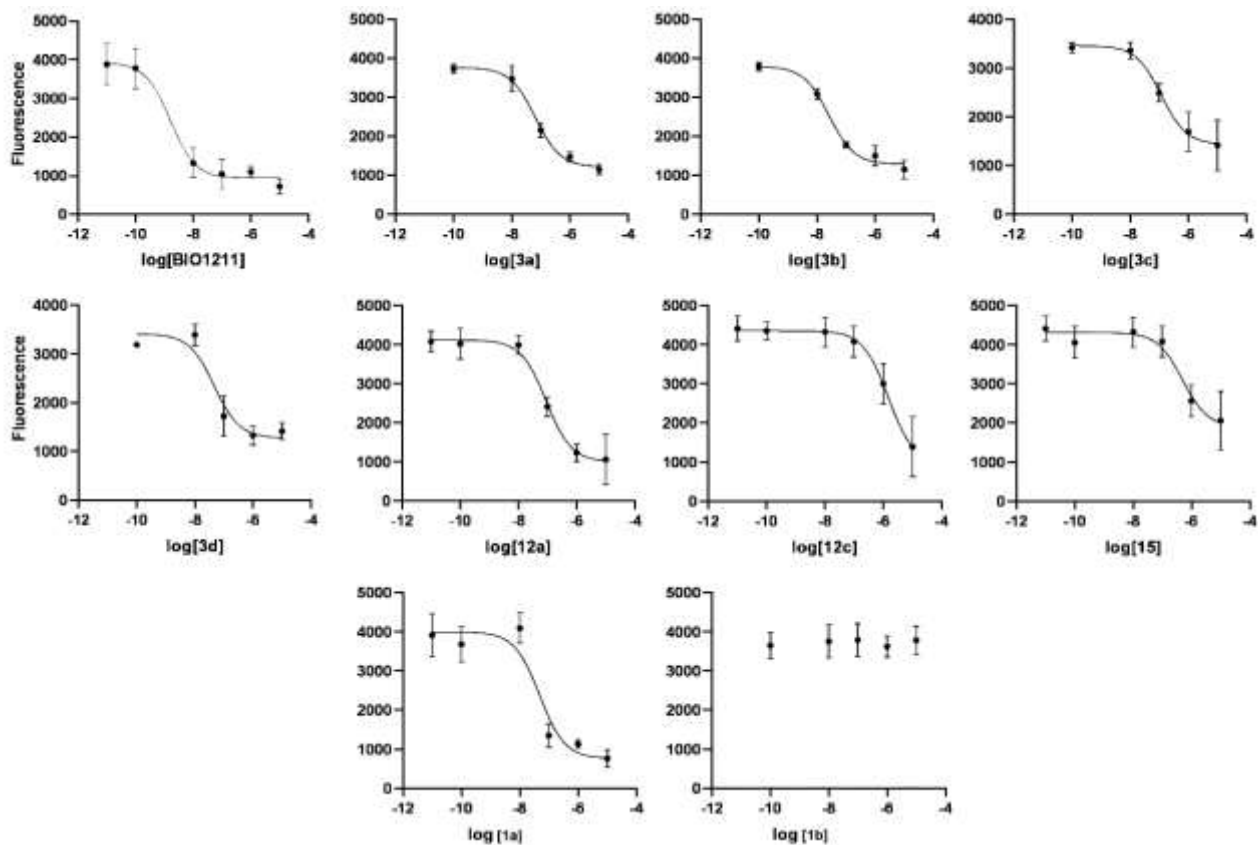 5000 5000 5000 4000
4000 4000 4000 3000
3000 3000 3000 2000
2000 2000 2000 1000
1000 1000 1000
0 0 0 0
Fluorescence
-12 -10 -8 -6 -4 -12 -10 -8 -6 -4 -12 -10 -8 -6 -4 -12 -10 -8 -6 -4
log[BIO1211] log[3a] log[3b] log[3c]
4000 5000 5000 5000
3000 4000 4000 4000
2000 3000 3000 3000
1000 2000 2000 2000
1000 1000 1000
0 0 0 0
Fluorescence
-12 -10 -8 -6 -4 -12 -10 -8 -6 -4 -12 -10 -8 -6 -4 -12 -10 -8 -6 -4
log[3d] log[12a] log[12c] log[15]
5000 5000
4000 4000
3000 3000
2000 2000
1000 1000
0 0
-12 -10 -8 -6 -4 -12 -10 -8 -6 -4
log [1a] log [1b]